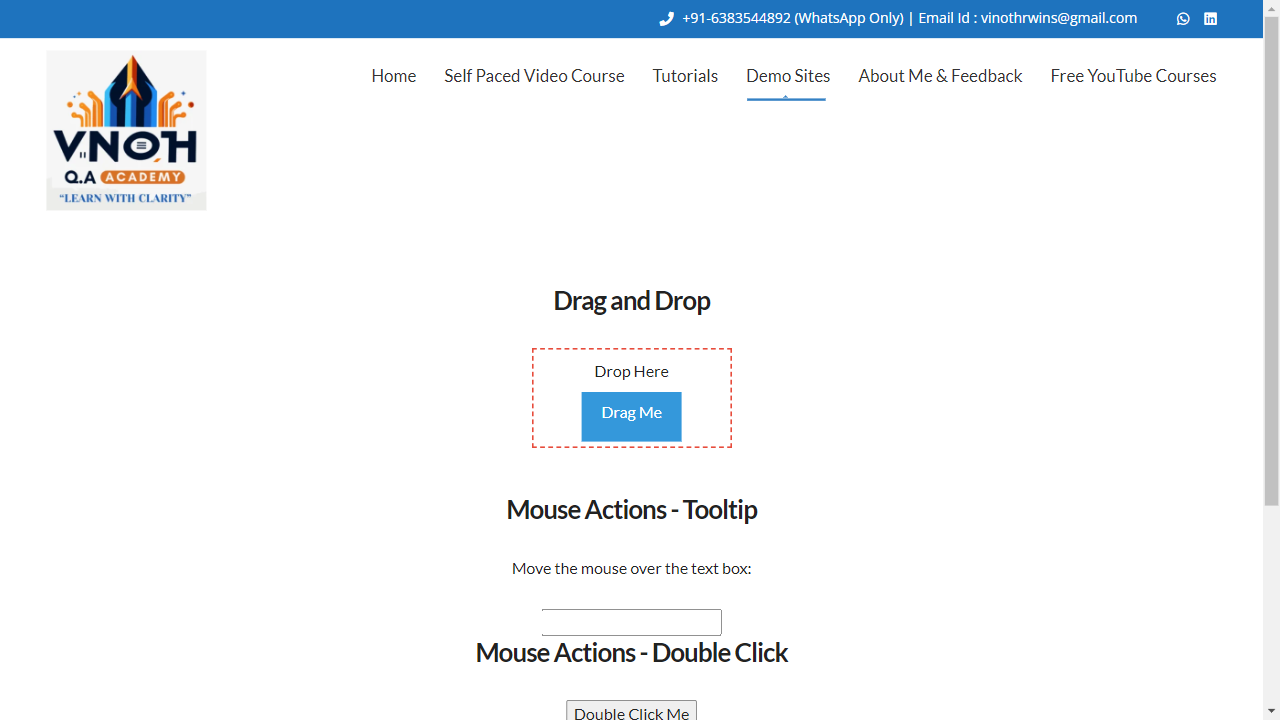 +91-6383544892 (WhatsApp Only) | Email Id : vinothrwins@gmail.com
VINOTH
Q.A ACADEMY
"LEARN WITH CLARITY"
Home Self Paced Video Course Tutorials Demo Sites About Me & Feedback Free YouTube Courses
Drag and Drop
Drop Here
Drag Me
Mouse Actions - Tooltip
Move the mouse over the text box:
Mouse Actions - Double Click
Double Click Me